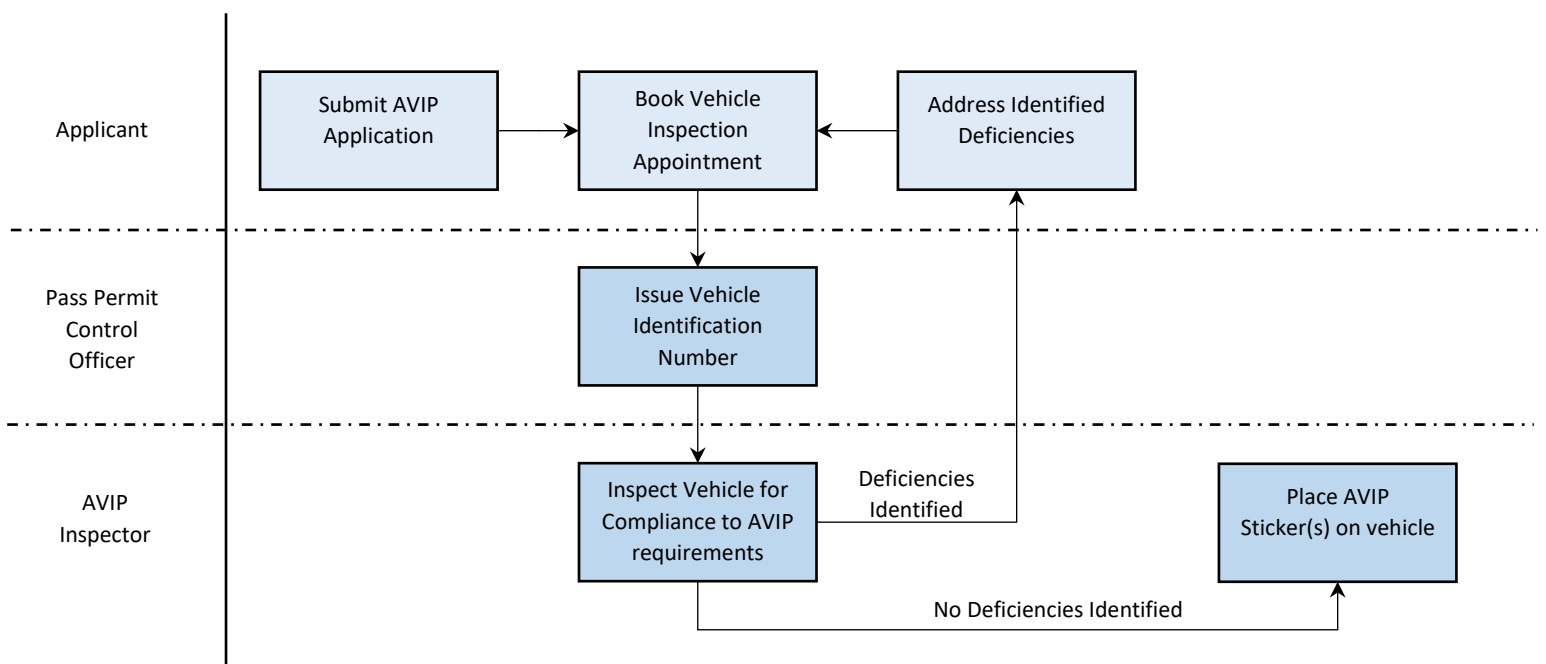 Applicant
Submit AVIP
Application
Book Vehicle
Inspection
Appointment
Address Identified
Deficiencies
Pass Permit
Control
Officer
Issue Vehicle
Identification
Number
AVIP
Inspector
Inspect Vehicle for
Compliance to AVIP
requirements
Deficiencies
Identified
Place AVIP
Sticker(s) on vehicle
No Deficiencies Identified